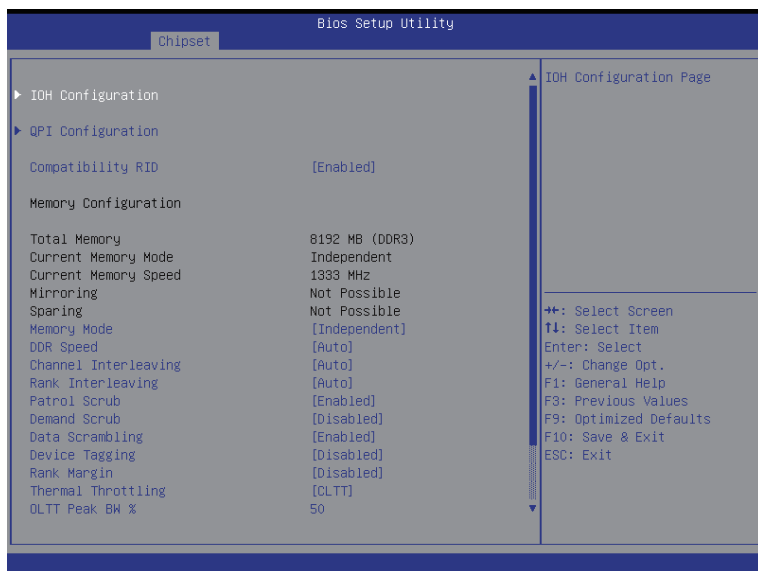 Bios Setup Utility
Chipset
IOH Configuration
QPI Configuration
Compatibility RID [Enabled]
Memory Configuration
Total Memory 8192 MB (DDR3)
Current Memory Mode Independent
Current Memory Speed 1333 MHz
Mirroring Not Possible
Sparing Not Possible
Memory Mode [Independent]
DDR Speed [Auto]
Channel Interleaving [Auto]
Rank Interleaving [Auto]
Patrol Scrub [Enabled]
Demand Scrub [Disabled]
Data Scrambling [Enabled]
Device Tagging [Disabled]
Rank Margin [Disabled]
Thermal Throttling [CLTT]
OLTT Peak BW % 50
IOH Configuration Page
→←: Select Screen
↑↓: Select Item
Enter: Select
+/-: Change Opt.
F1: General Help
F3: Previous Values
F9: Optimized Defaults
F10: Save & Exit
ESC: Exit